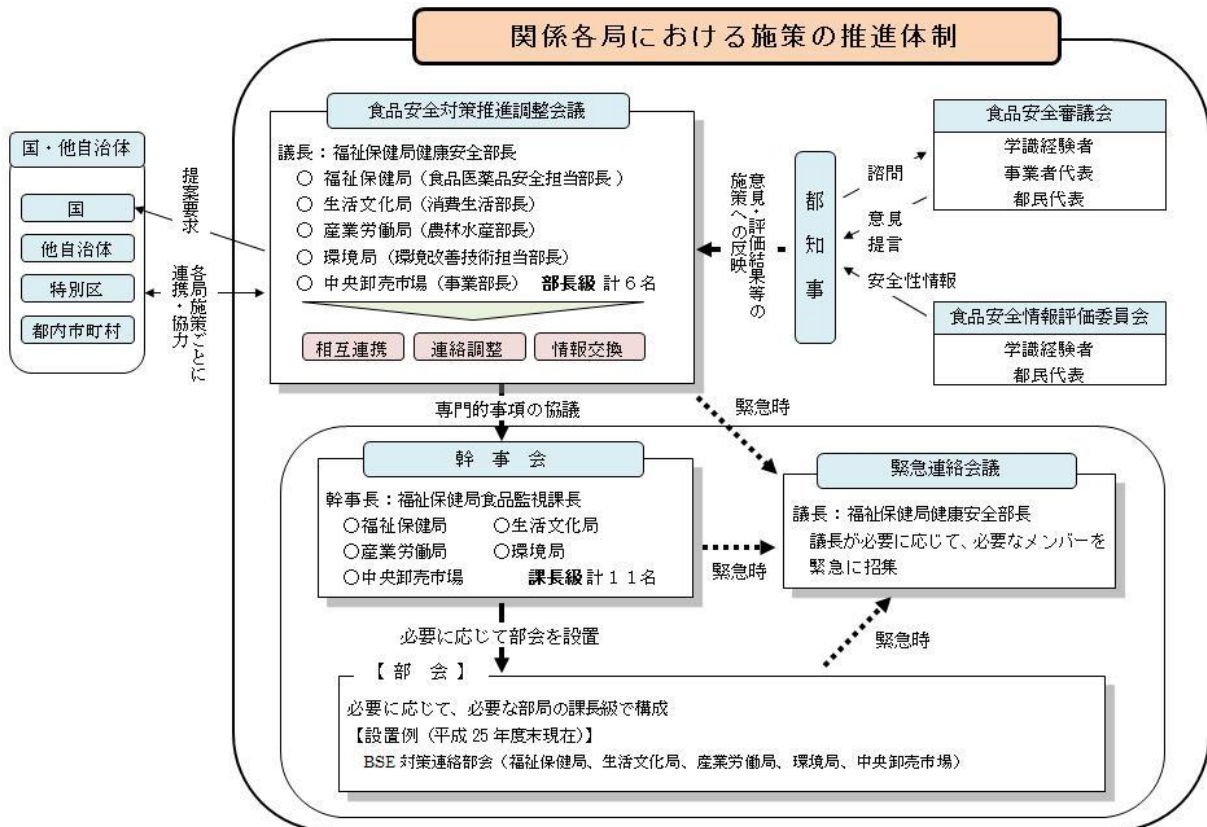 関係各局における施策の推進体制
国・他自治体
国
他自治体
特別区
都内市町村
提案要求
各局施策ごとに
連携・協力
食品安全対策推進調整会議
議長：福祉保健局健康安全部長
○ 福祉保健局（食品医薬品安全担当部長）
○ 生活文化局（消費生活部長）
○ 産業労働局（農林水産部長）
○ 環境局（環境改善技術担当部長）
○ 中央卸売市場（事業部長） 部長級 計６名
相互連携 連絡調整 情報交換
意見・評価結果等の
施策への反映
都知事
諮問
意見
提言
安全性情報
食品安全審議会
学識経験者
事業者代表
都民代表
食品安全情報評価委員会
学識経験者
都民代表
専門的事項の協議
緊急時
幹事会
幹事長：福祉保健局食品監視課長
○福祉保健局 ○生活文化局
○産業労働局 ○環境局
○中央卸売市場 課長級 計１１名
緊急時
緊急連絡会議
議長：福祉保健局健康安全部長
議長が必要に応じて、必要なメンバーを
緊急に招集
必要に応じて部会を設置
緊急時
【部会】
必要に応じて、必要な部局の課長級で構成
【設置例（平成25年度末現在）】
BSE対策連絡部会（福祉保健局、生活文化局、産業労働局、環境局、中央卸売市場）